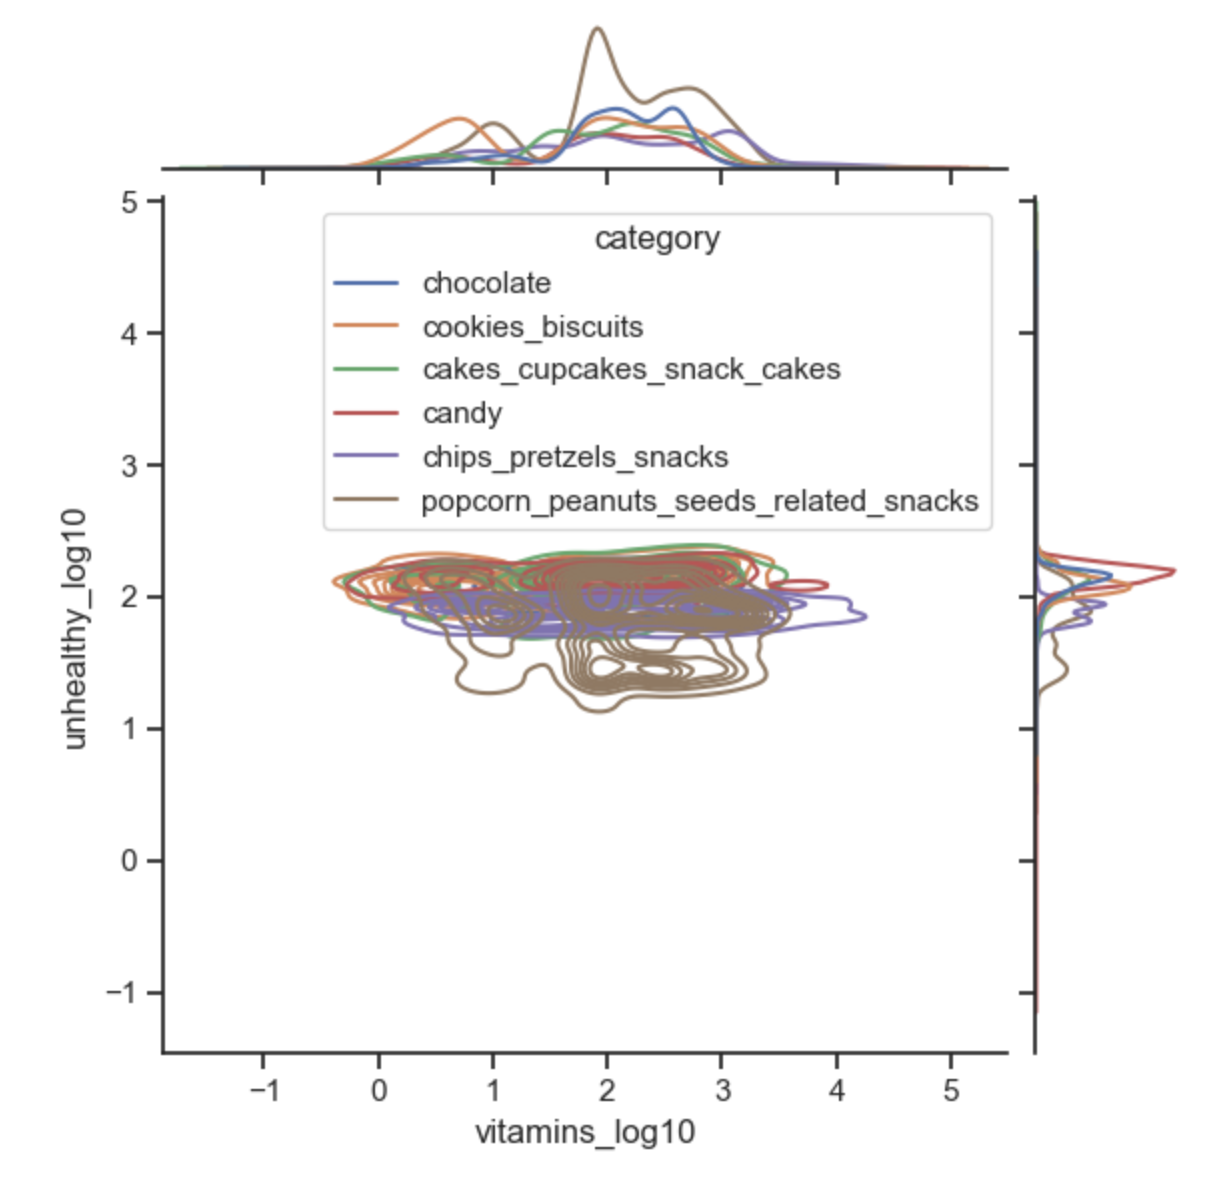 category
chocolate
cookies_biscuits
cakes_cupcakes_snack_cakes
candy
chips_pretzels_snacks
popcorn_peanuts_seeds_related_snacks
5
4
3
2
1
0
−1
unhealthy_log10
−1 0 1 2 3 4 5
vitamins_log10